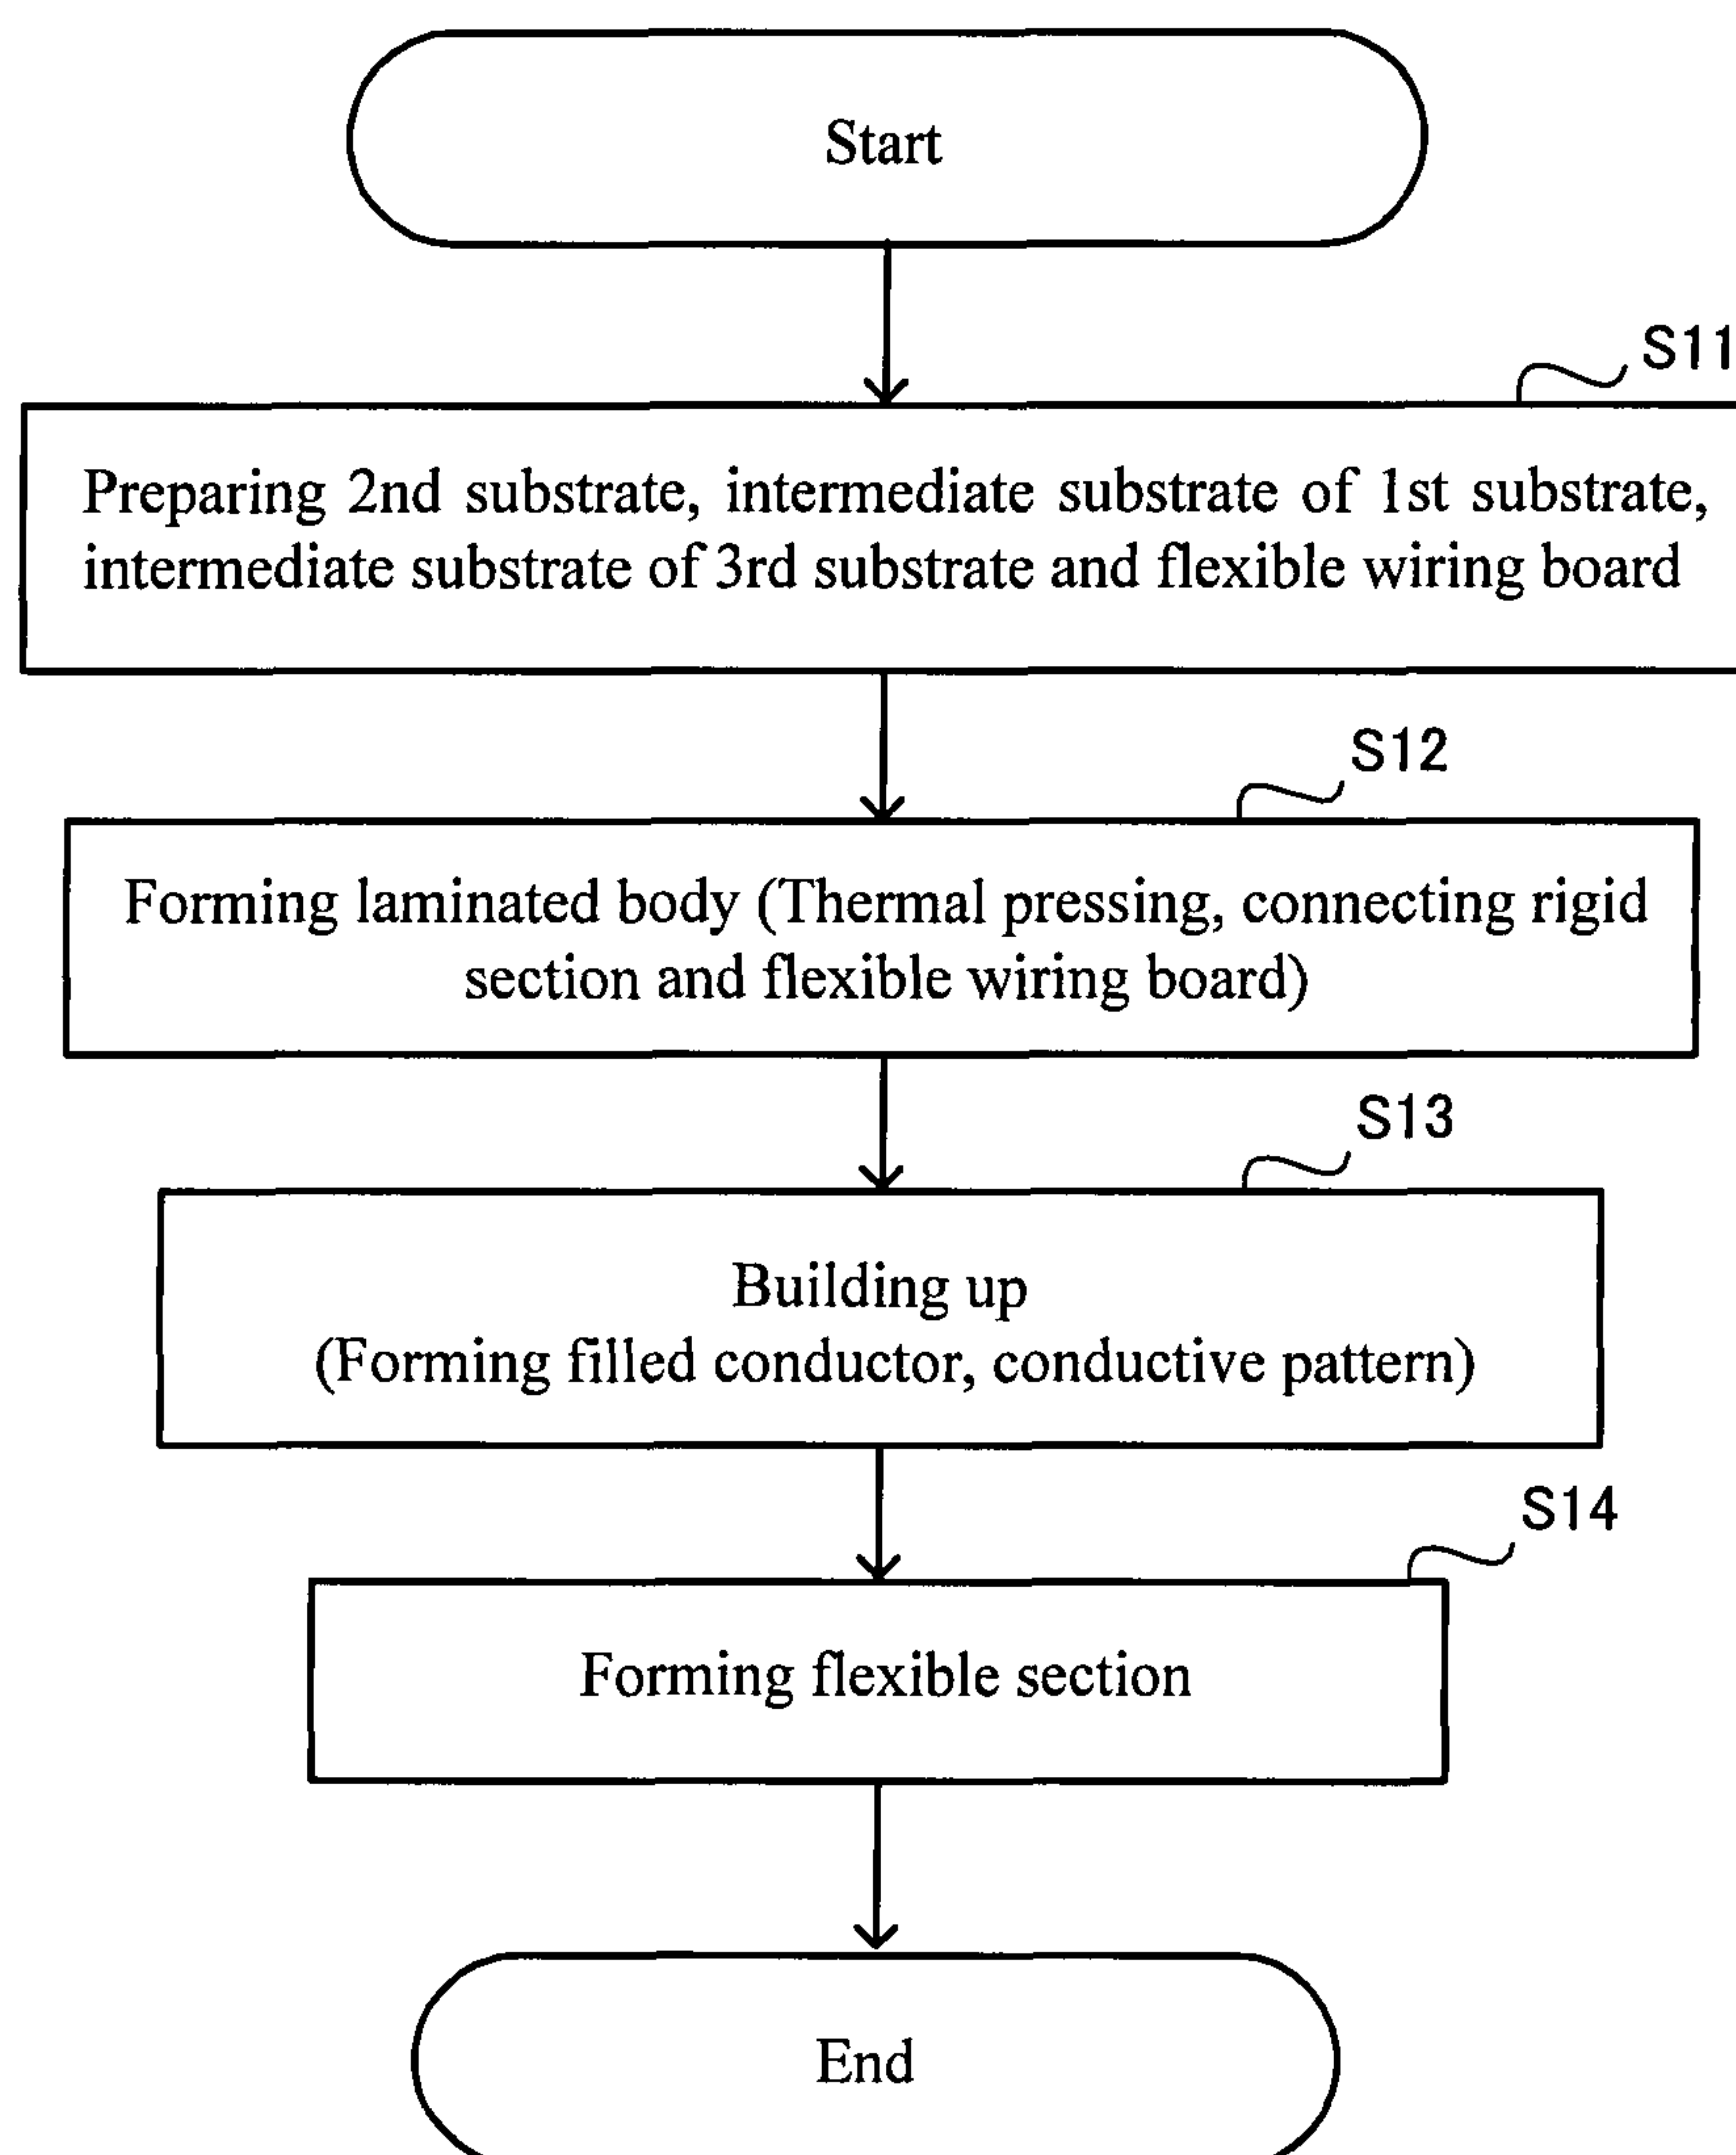 Start
S11
Preparing 2nd substrate, intermediate substrate of 1st substrate,
intermediate substrate of 3rd substrate and flexible wiring board
S12
Forming laminated body (Thermal pressing, connecting rigid
section and flexible wiring board)
S13
Building up
(Forming filled conductor, conductive pattern)
S14
Forming flexible section
End